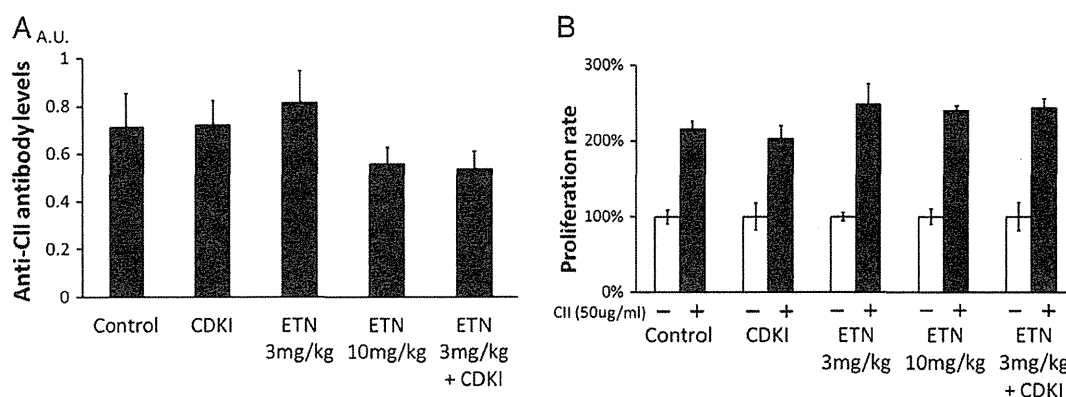 A
A.U.
Anti-CII antibody levels
1
0.8
0.6
0.4
0.2
0
Control CDKI ETN ETN ETN
3mg/kg 10mg/kg 3mg/kg
+ CDKI
B
Proliferation rate
300%
200%
100%
0%
CII (50ug/ml) − + − + − + − + − +
Control CDKI ETN ETN ETN
3mg/kg 10mg/kg 3mg/kg
+ CDKI